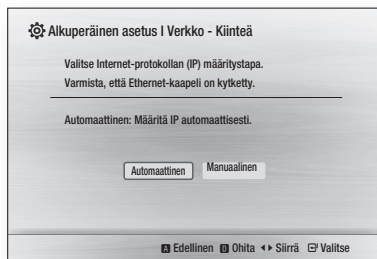 Alkuperäinen asetus I Verkko - Kiinteä
Valitse Internet-protokollan (IP) määritystapa.
Varmista, että Ethernet-kaapeli on kytketty.
Automaattinen: Määritä IP automaattisesti.
Automaattinen Manuaalinen
A Edellinen D Ohita ◄► Siirrä Valitse